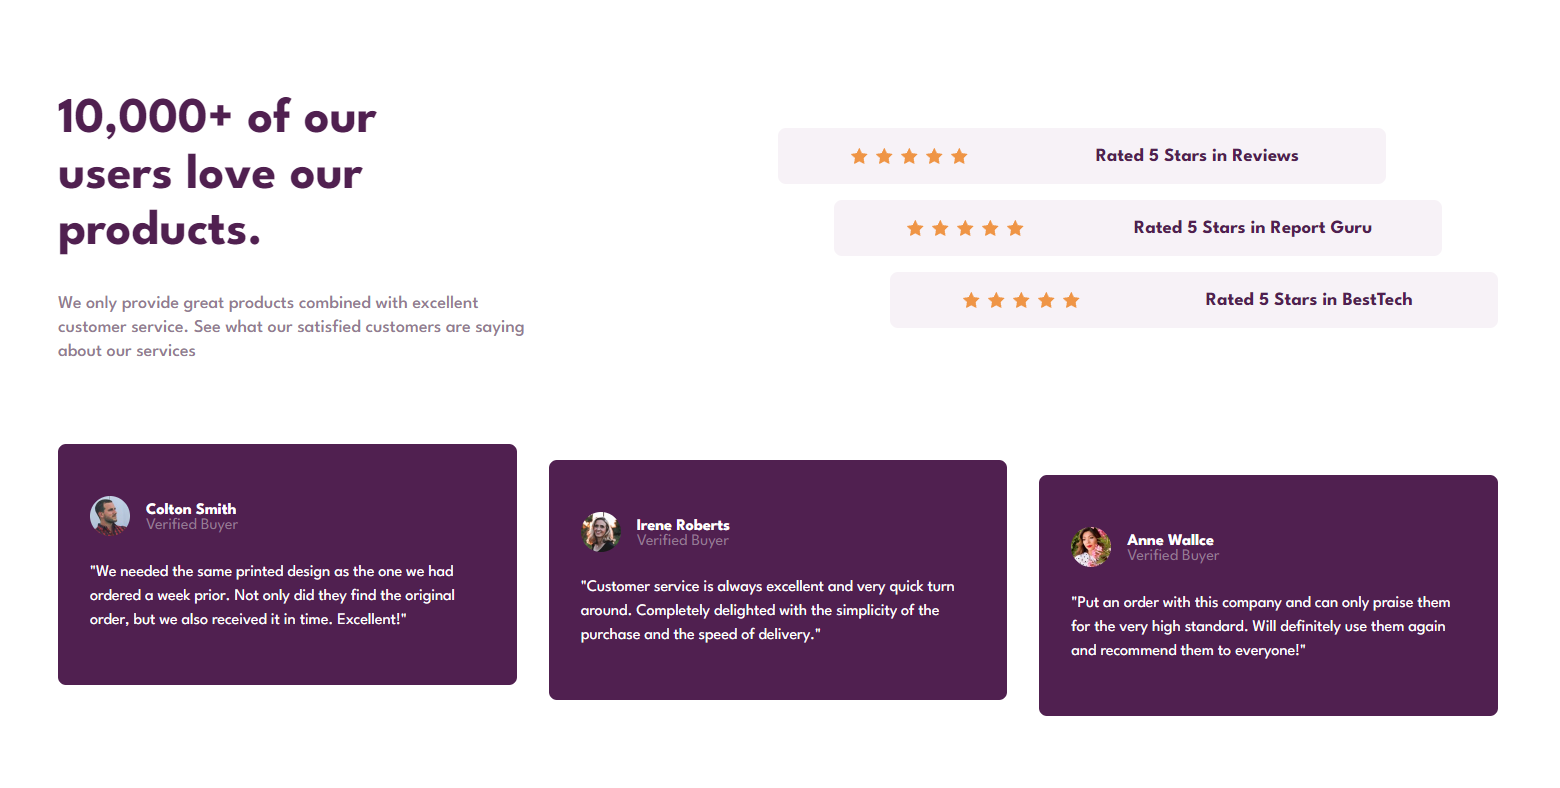 10,000+ of our
users love our
products.
We only provide great products combined with excellent
customer service. See what our satisfied customers are saying
about our services
Rated 5 Stars in Reviews
Rated 5 Stars in Report Guru
Rated 5 Stars in BestTech
Colton Smith
Verified Buyer
"We needed the same printed design as the one we had
ordered a week prior. Not only did they find the original
order, but we also received it in time. Excellent!"
Irene Roberts
Verified Buyer
"Customer service is always excellent and very quick turn
around. Completely delighted with the simplicity of the
purchase and the speed of delivery."
Anne Wallce
Verified Buyer
"Put an order with this company and can only praise them
for the very high standard. Will definitely use them again
and recommend them to everyone!"